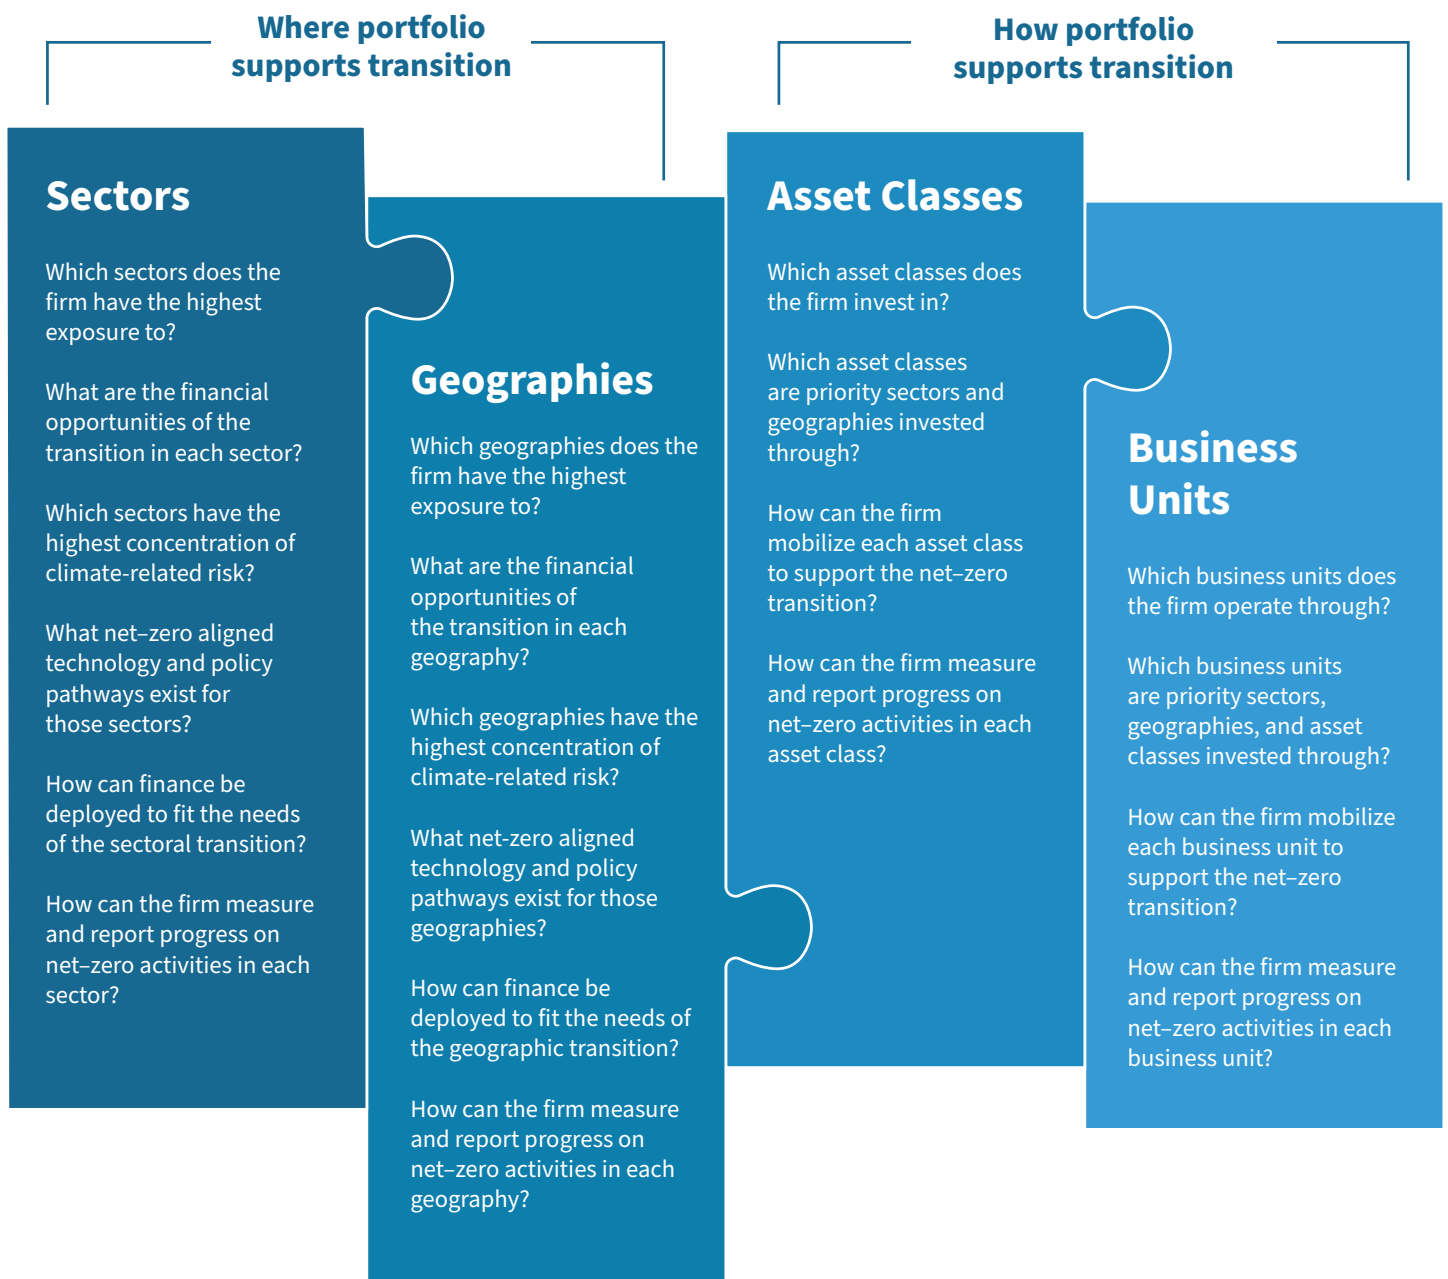 Where portfolio
supports transition
How portfolio
supports transition
Sectors
Which sectors does the
firm have the highest
exposure to?
What are the financial
opportunities of the
transition in each sector?
Which sectors have the
highest concentration of
climate-related risk?
What net–zero aligned
technology and policy
pathways exist for
those sectors?
How can finance be
deployed to fit the needs
of the sectoral transition?
How can the firm measure
and report progress on
net–zero activities in each
sector?
Geographies
Which geographies does the
firm have the highest
exposure to?
What are the financial
opportunities of
the transition in each
geography?
Which geographies have the
highest concentration of
climate-related risk?
What net-zero aligned
technology and policy
pathways exist for those
geographies?
How can finance be
deployed to fit the needs of
the geographic transition?
How can the firm measure
and report progress on
net–zero activities in each
geography?
Asset Classes
Which asset classes does
the firm invest in?
Which asset classes
are priority sectors and
geographies invested
through?
How can the firm
mobilize each asset class
to support the net–zero
transition?
How can the firm measure
and report progress on
net–zero activities in each
asset class?
Business
Units
Which business units does
the firm operate through?
Which business units
are priority sectors,
geographies, and asset
classes invested through?
How can the firm mobilize
each business unit to
support the net–zero
transition?
How can the firm measure
and report progress on
net–zero activities in each
business unit?